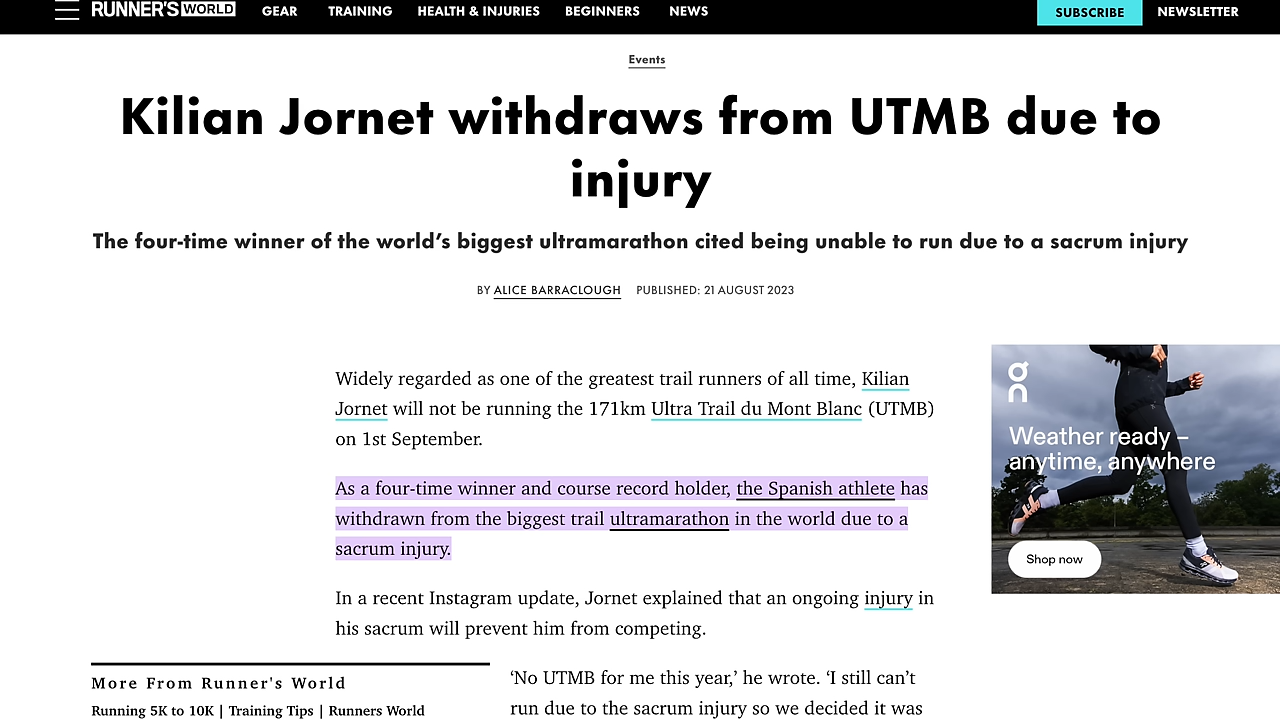 RUNNER'S WORLD GEAR TRAINING HEALTH & INJURIES BEGINNERS NEWS SUBSCRIBE NEWSLETTER
Events
Kilian Jornet withdraws from UTMB due to
injury
The four-time winner of the world’s biggest ultramarathon cited being unable to run due to a sacrum injury
BY ALICE BARRACLOUGH PUBLISHED: 21 AUGUST 2023
Widely regarded as one of the greatest trail runners of all time, Kilian
Jornet will not be running the 171km Ultra Trail du Mont Blanc (UTMB)
on 1st September.
As a four-time winner and course record holder, the Spanish athlete has
withdrawn from the biggest trail ultramarathon in the world due to a
sacrum injury.
In a recent Instagram update, Jornet explained that an ongoing injury in
his sacrum will prevent him from competing.
‘No UTMB for me this year,’ he wrote. ‘I still can’t
run due to the sacrum injury so we decided it was
More From Runner's World
Running 5K to 10K | Training Tips | Runners World
on
Weather ready –
anytime, anywhere
Shop now